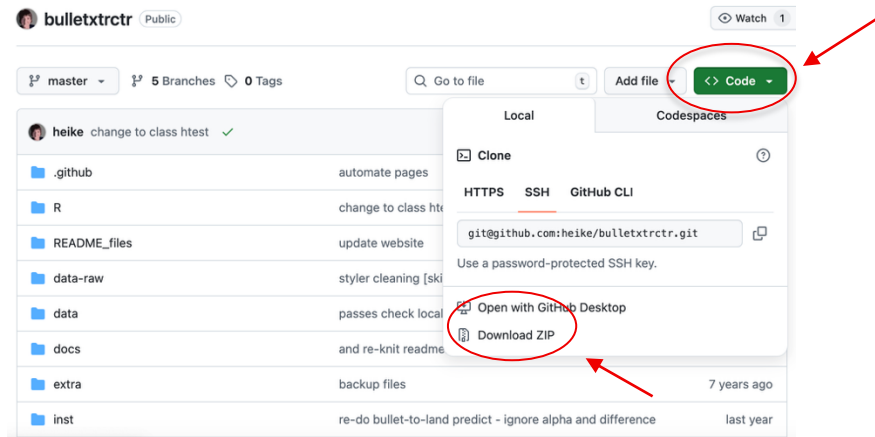 bulletxtrctr Public
Watch 1
master 5 Branches 0 Tags
Go to file t
Add file
Code
Local Codespaces
heike change to class htest
Clone
HTTPS SSH GitHub CLI
git@github.com:heike/bulletxtrctr.git
Use a password-protected SSH key.
Open with GitHub Desktop
Download ZIP
.github automate pages
R change to class hte
README_files update website
data-raw styler cleaning [ski
data passes check local
docs and re-knit readme
extra backup files 7 years ago
inst re-do bullet-to-land predict - ignore alpha and difference last year